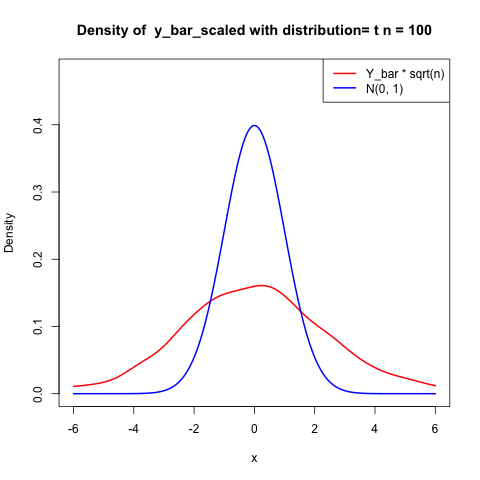 Density of  y_bar_scaled with distribution= t n = 100
Y_bar * sqrt(n)
N(0, 1)
Density
0.4
0.3
0.2
0.1
0.0
-6 -4 -2 0 2 4 6
x